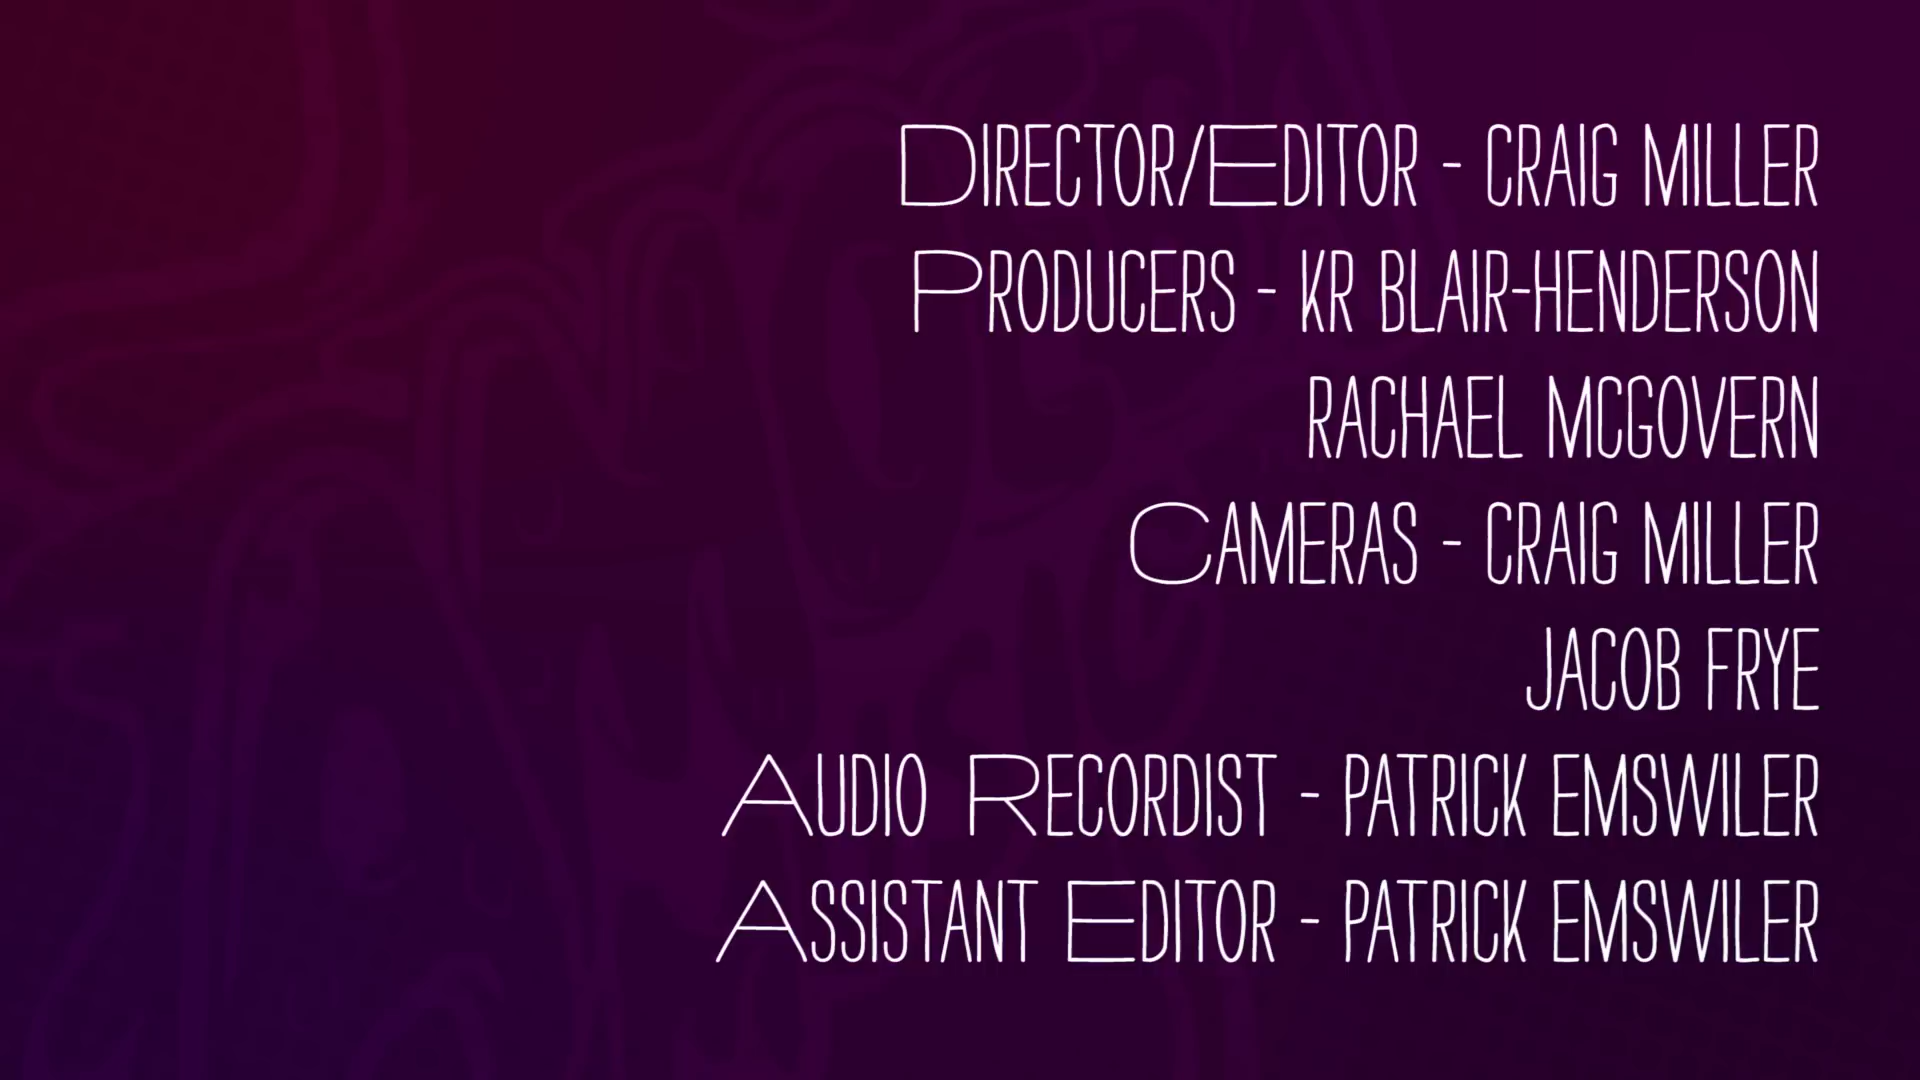 DIRECTOR/EDITOR - CRAIG MILLER
PRODUCERS - KR BLAIR-HENDERSON
RACHAEL MCGOVERN
CAMERAS - CRAIG MILLER
JACOB FRYE
AUDIO RECORDIST - PATRICK EMSWILER
ASSISTANT EDITOR - PATRICK EMSWILER